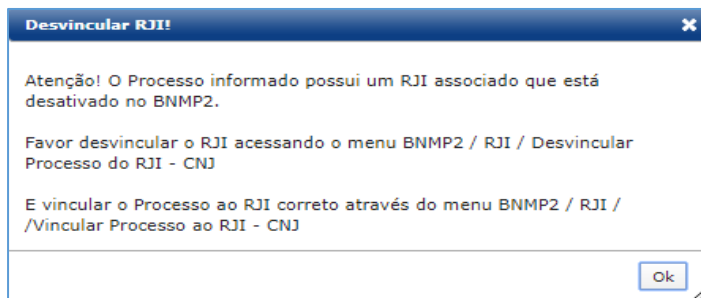 Desvincular RJI!
Atenção! O Processo informado possui um RJI associado que está
desativado no BNMP2.
Favor desvincular o RJI acessando o menu BNMP2 / RJI / Desvincular
Processo do RJI - CNJ
E vincular o Processo ao RJI correto através do menu BNMP2 / RJI /
/Vincular Processo ao RJI - CNJ
Ok